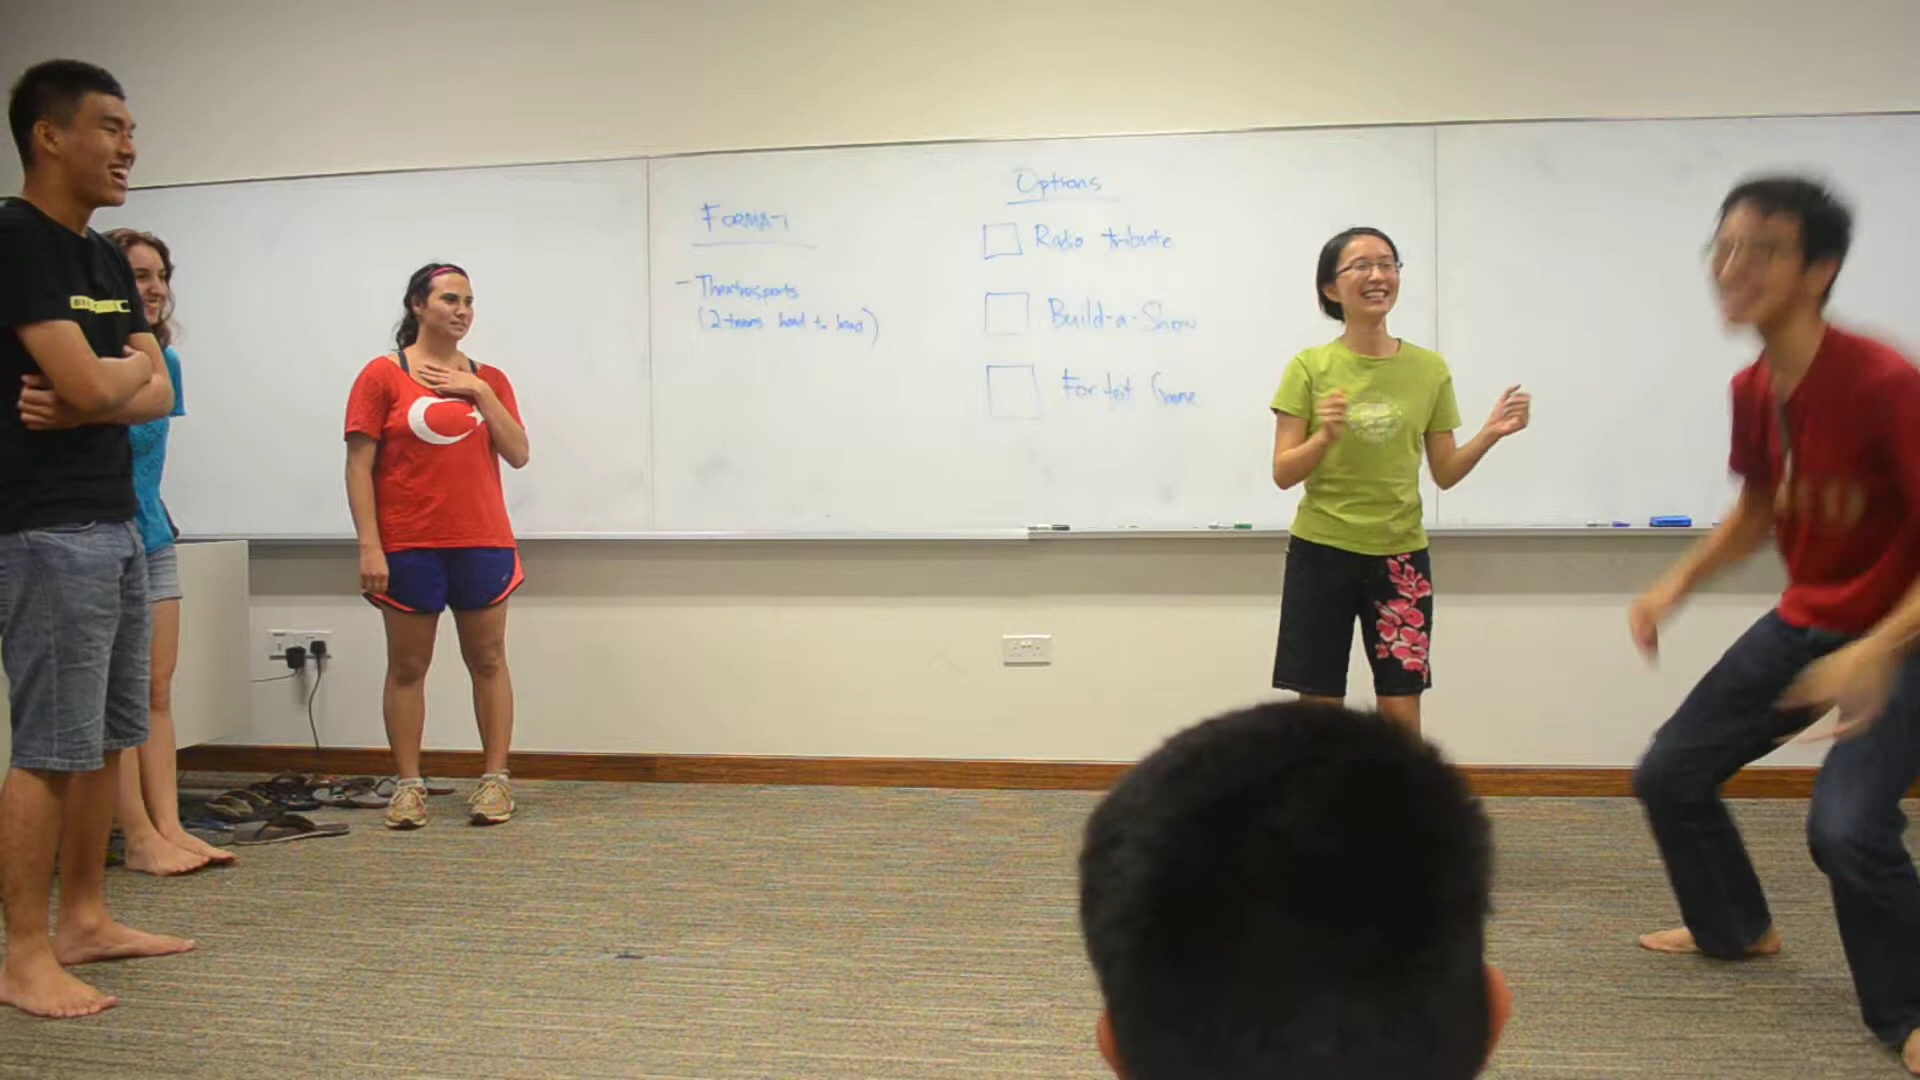 FORMAT
- Theatresports
(2 teams head to head)
Options
Radio tribute
Build-a-Show
Forfeit Game